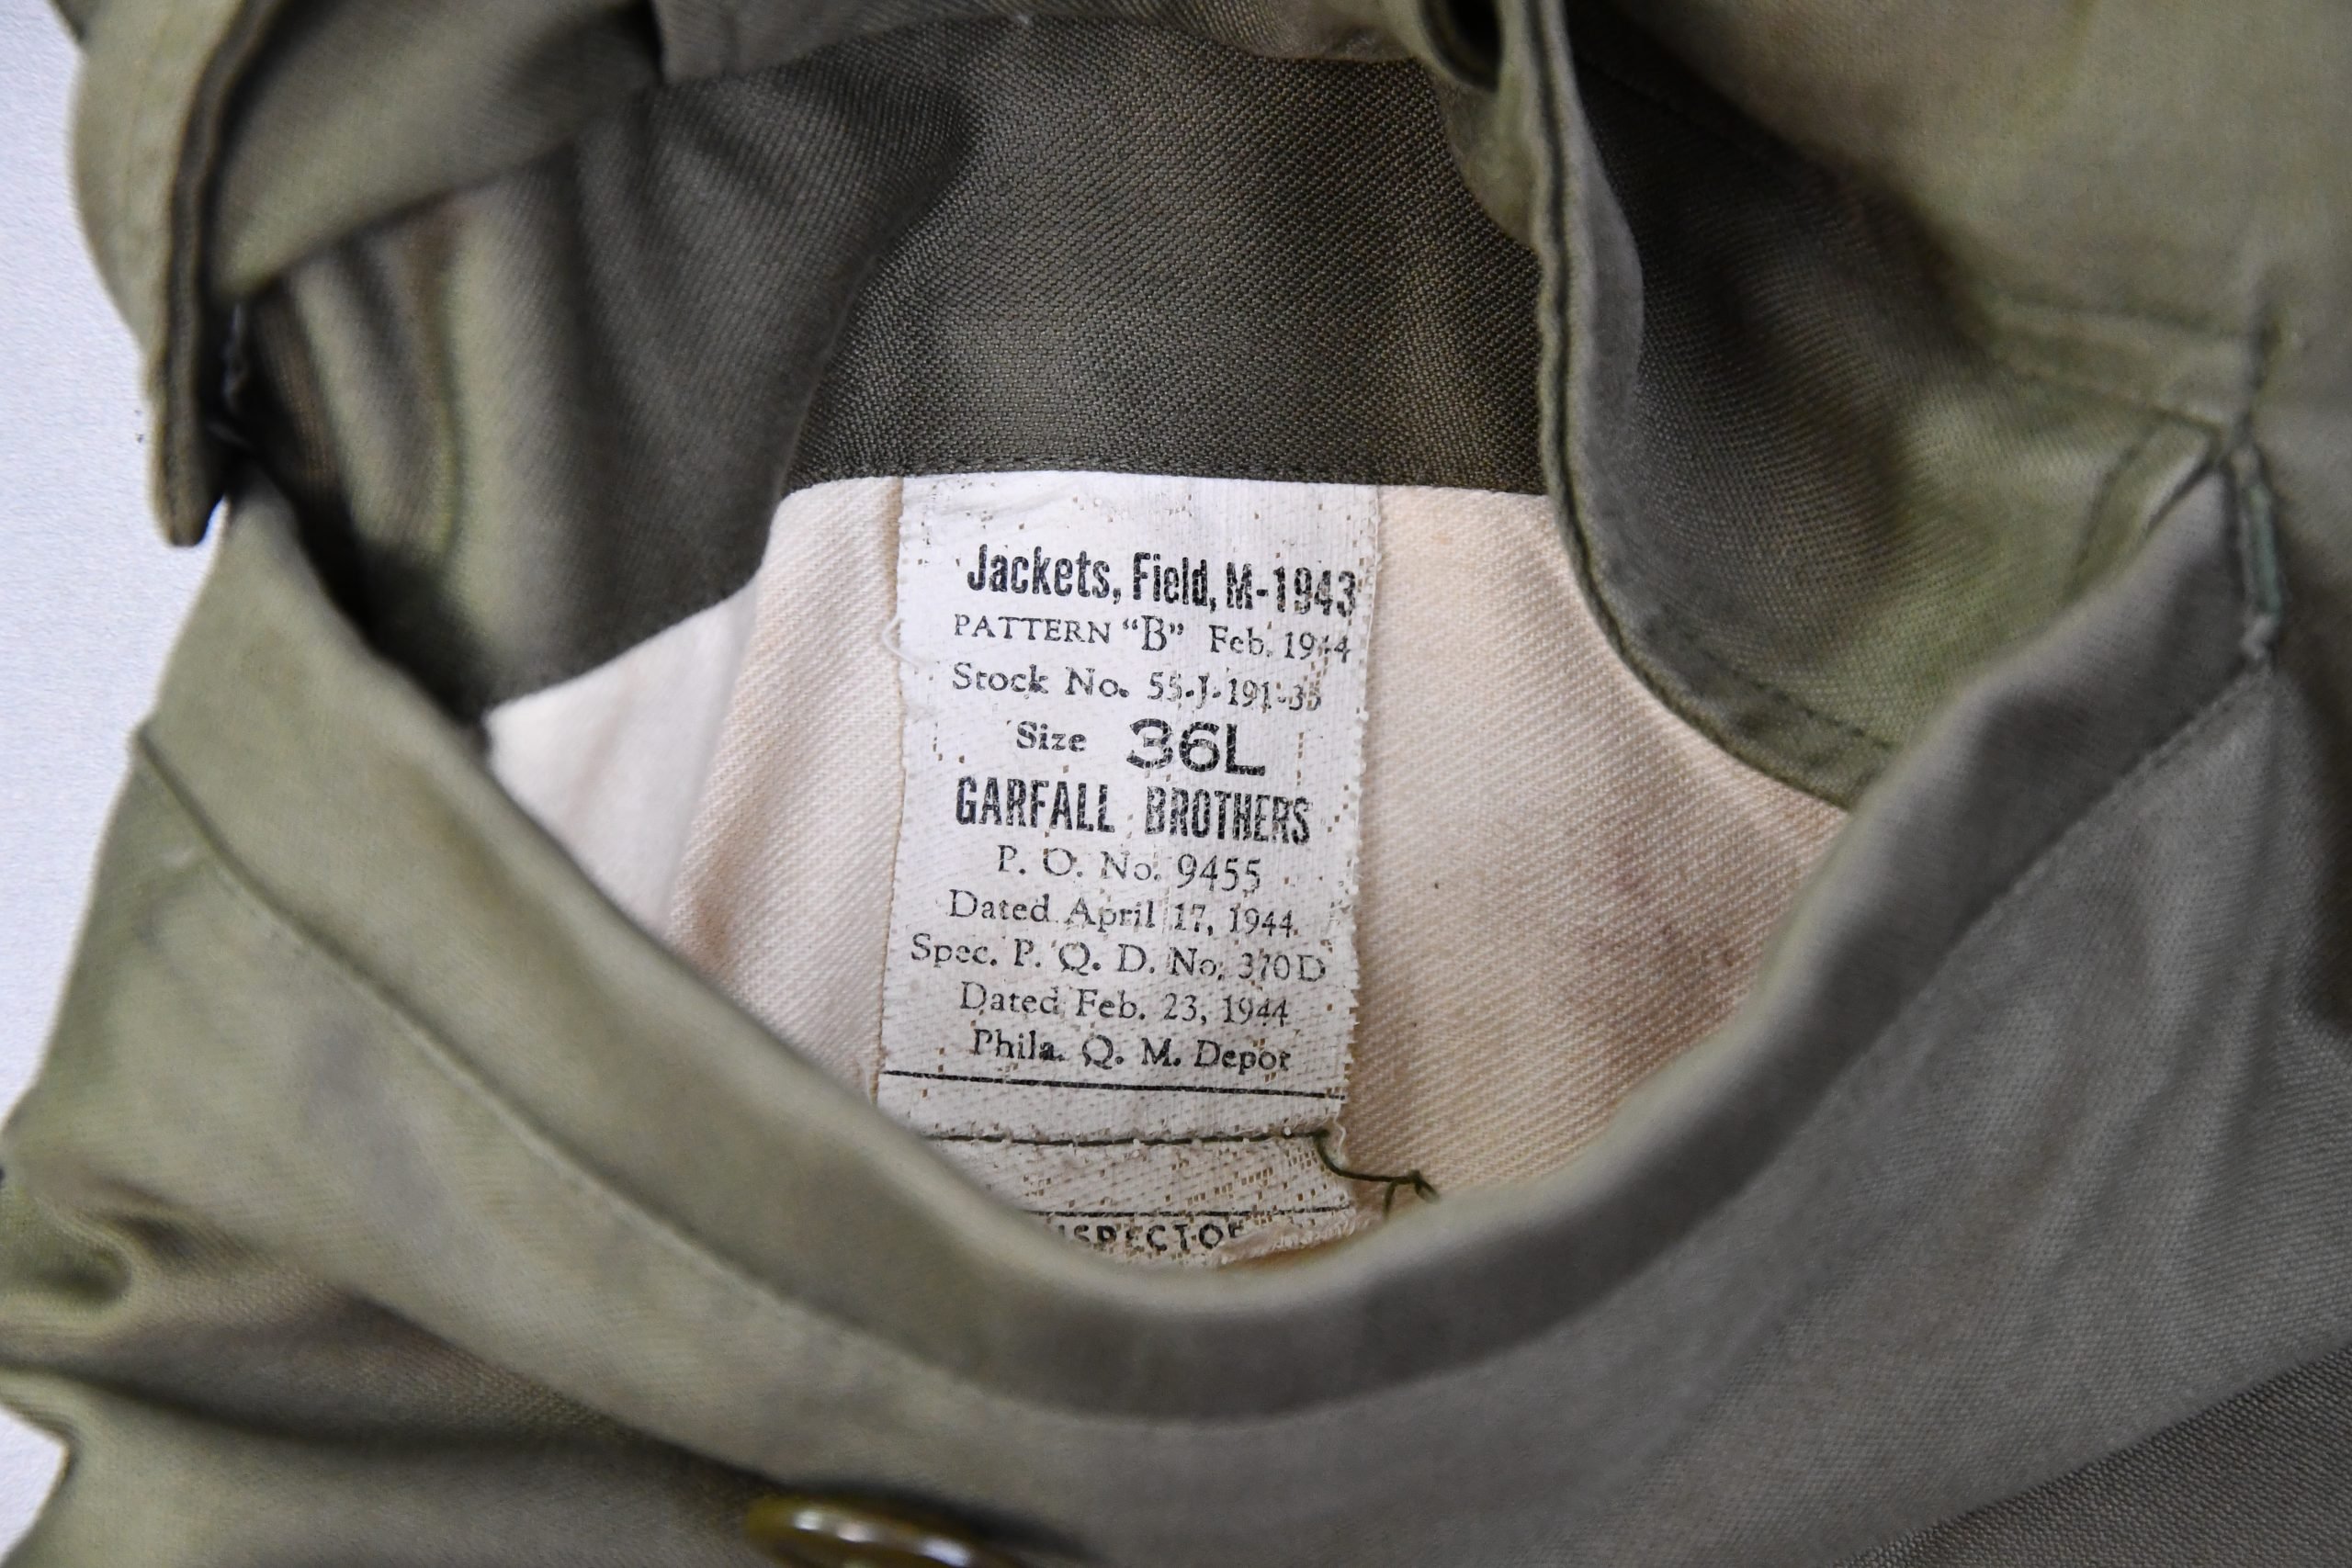 Jackets, Field, M-1943
PATTERN "B" Feb. 1944
Stock No. 55-J-191-35
Size 36L
GARFALL BROTHERS
P. O. No. 9455
Dated April 17, 1944
Spec. P. Q. D. No. 370 D
Dated Feb. 23, 1944
Phila. Q. M. Depot